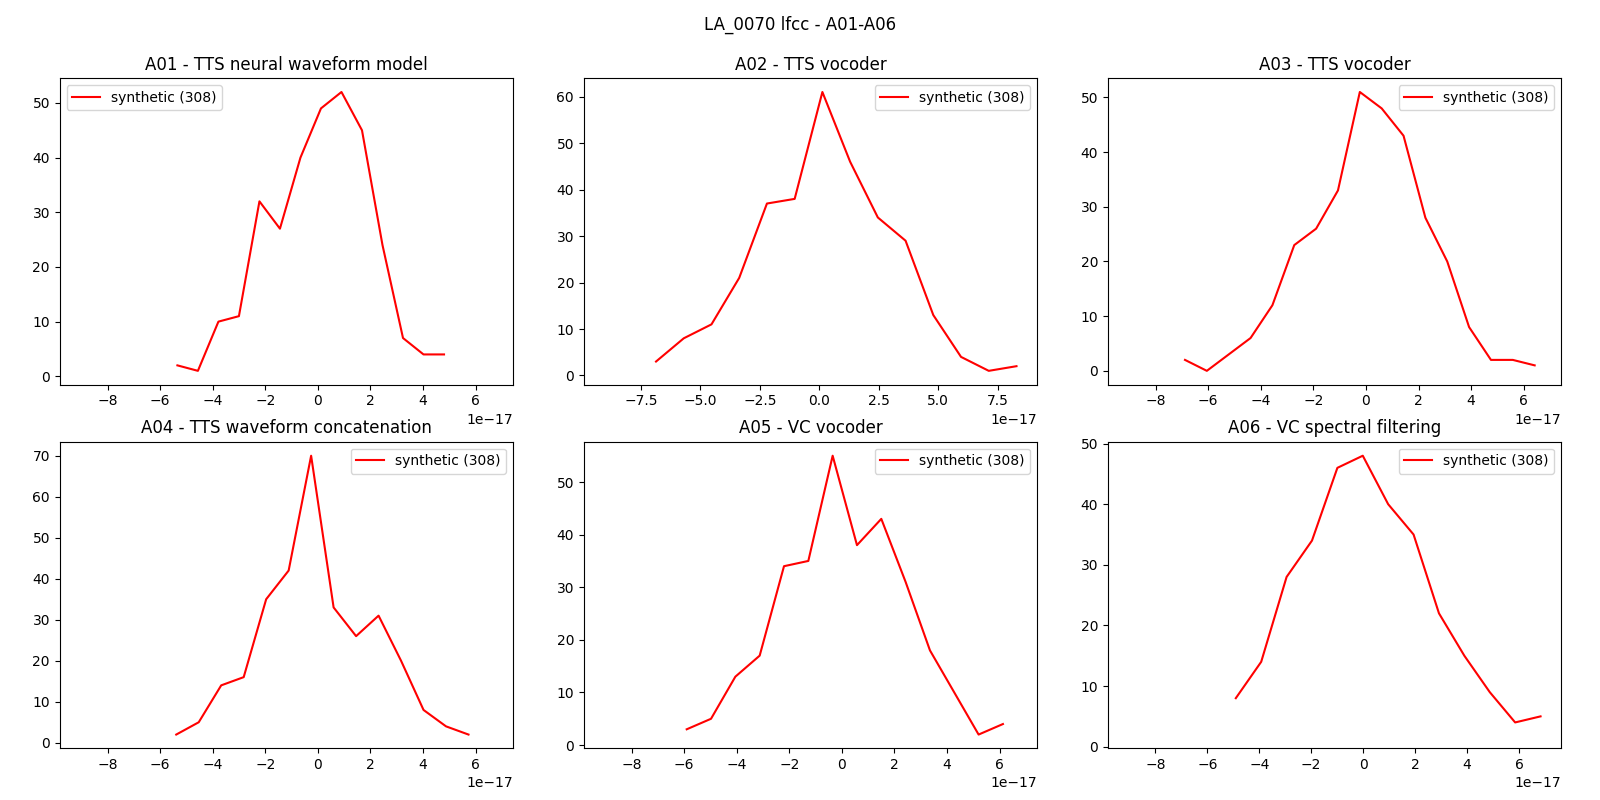 LA_0070 lfcc - A01-A06
A01 - TTS neural waveform model
synthetic (308)
50
40
30
20
10
0
−8 −6 −4 −2 0 2 4 6
1e−17
A02 - TTS vocoder
synthetic (308)
60
50
40
30
20
10
0
−7.5 −5.0 −2.5 0.0 2.5 5.0 7.5
1e−17
A03 - TTS vocoder
synthetic (308)
50
40
30
20
10
0
−8 −6 −4 −2 0 2 4 6
1e−17
A04 - TTS waveform concatenation
synthetic (308)
70
60
50
40
30
20
10
0
−8 −6 −4 −2 0 2 4 6
1e−17
A05 - VC vocoder
synthetic (308)
50
40
30
20
10
0
−8 −6 −4 −2 0 2 4 6
1e−17
A06 - VC spectral filtering
synthetic (308)
50
40
30
20
10
0
−8 −6 −4 −2 0 2 4 6
1e−17